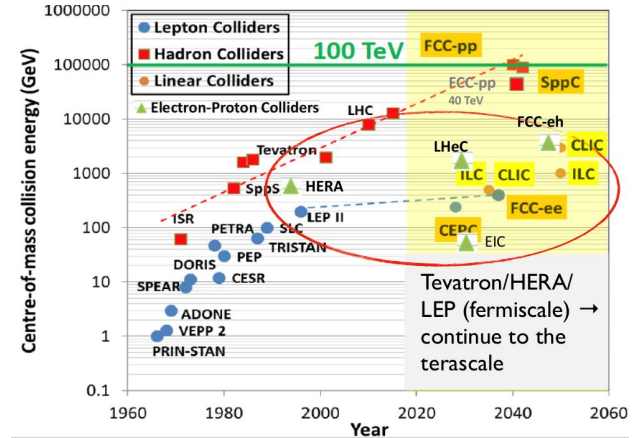 1000000
100000
10000
1000
100
10
1
0.1
Centre-of-mass collision energy (GeV)
Lepton Colliders
Hadron Colliders
Linear Colliders
Electron-Proton Colliders
100 TeV
FCC-pp
SppC
FCC-pp
40 TeV
LHC
FCC-eh
Tevatron
LHeC
CLIC
ILC
CLIC
ILC
SppS
HERA
FCC-ee
ISR
LEP II
CEPC
PETRA
SLC
TRISTAN
EIC
DORIS
PEP
SPEAR
CESR
ADONE
VEPP 2
PRIN-STAN
Tevatron/HERA/
LEP (fermiscale) →
continue to the
terascale
1960
1980
2000
2020
2040
2060
Year